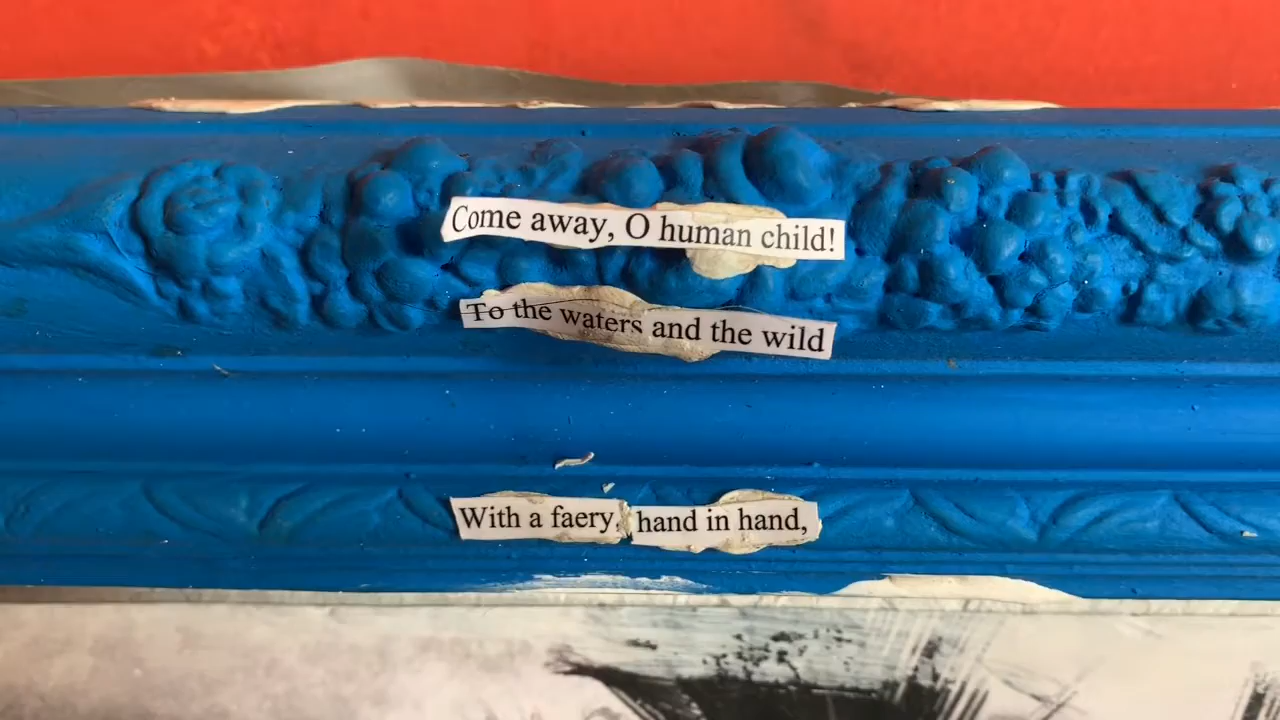 Come away, O human child!
To the waters and the wild
With a faery, hand in hand,